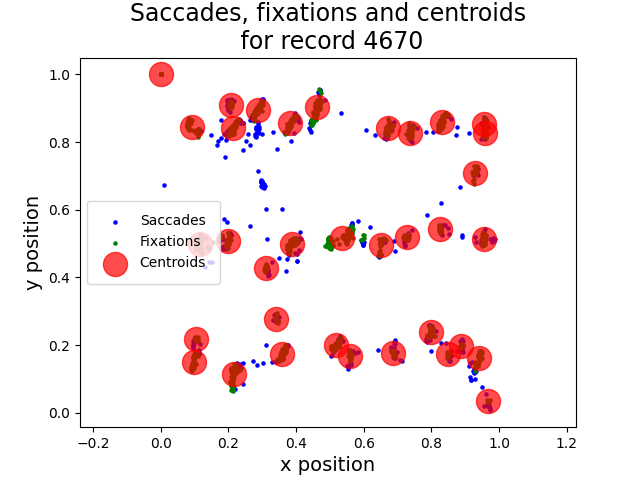 Saccades, fixations and centroids
for record 4670
1.0
0.8
0.6
0.4
0.2
0.0
y position
Saccades
Fixations
Centroids
−0.2
0.0
0.2
0.4
0.6
0.8
1.0
1.2
x position